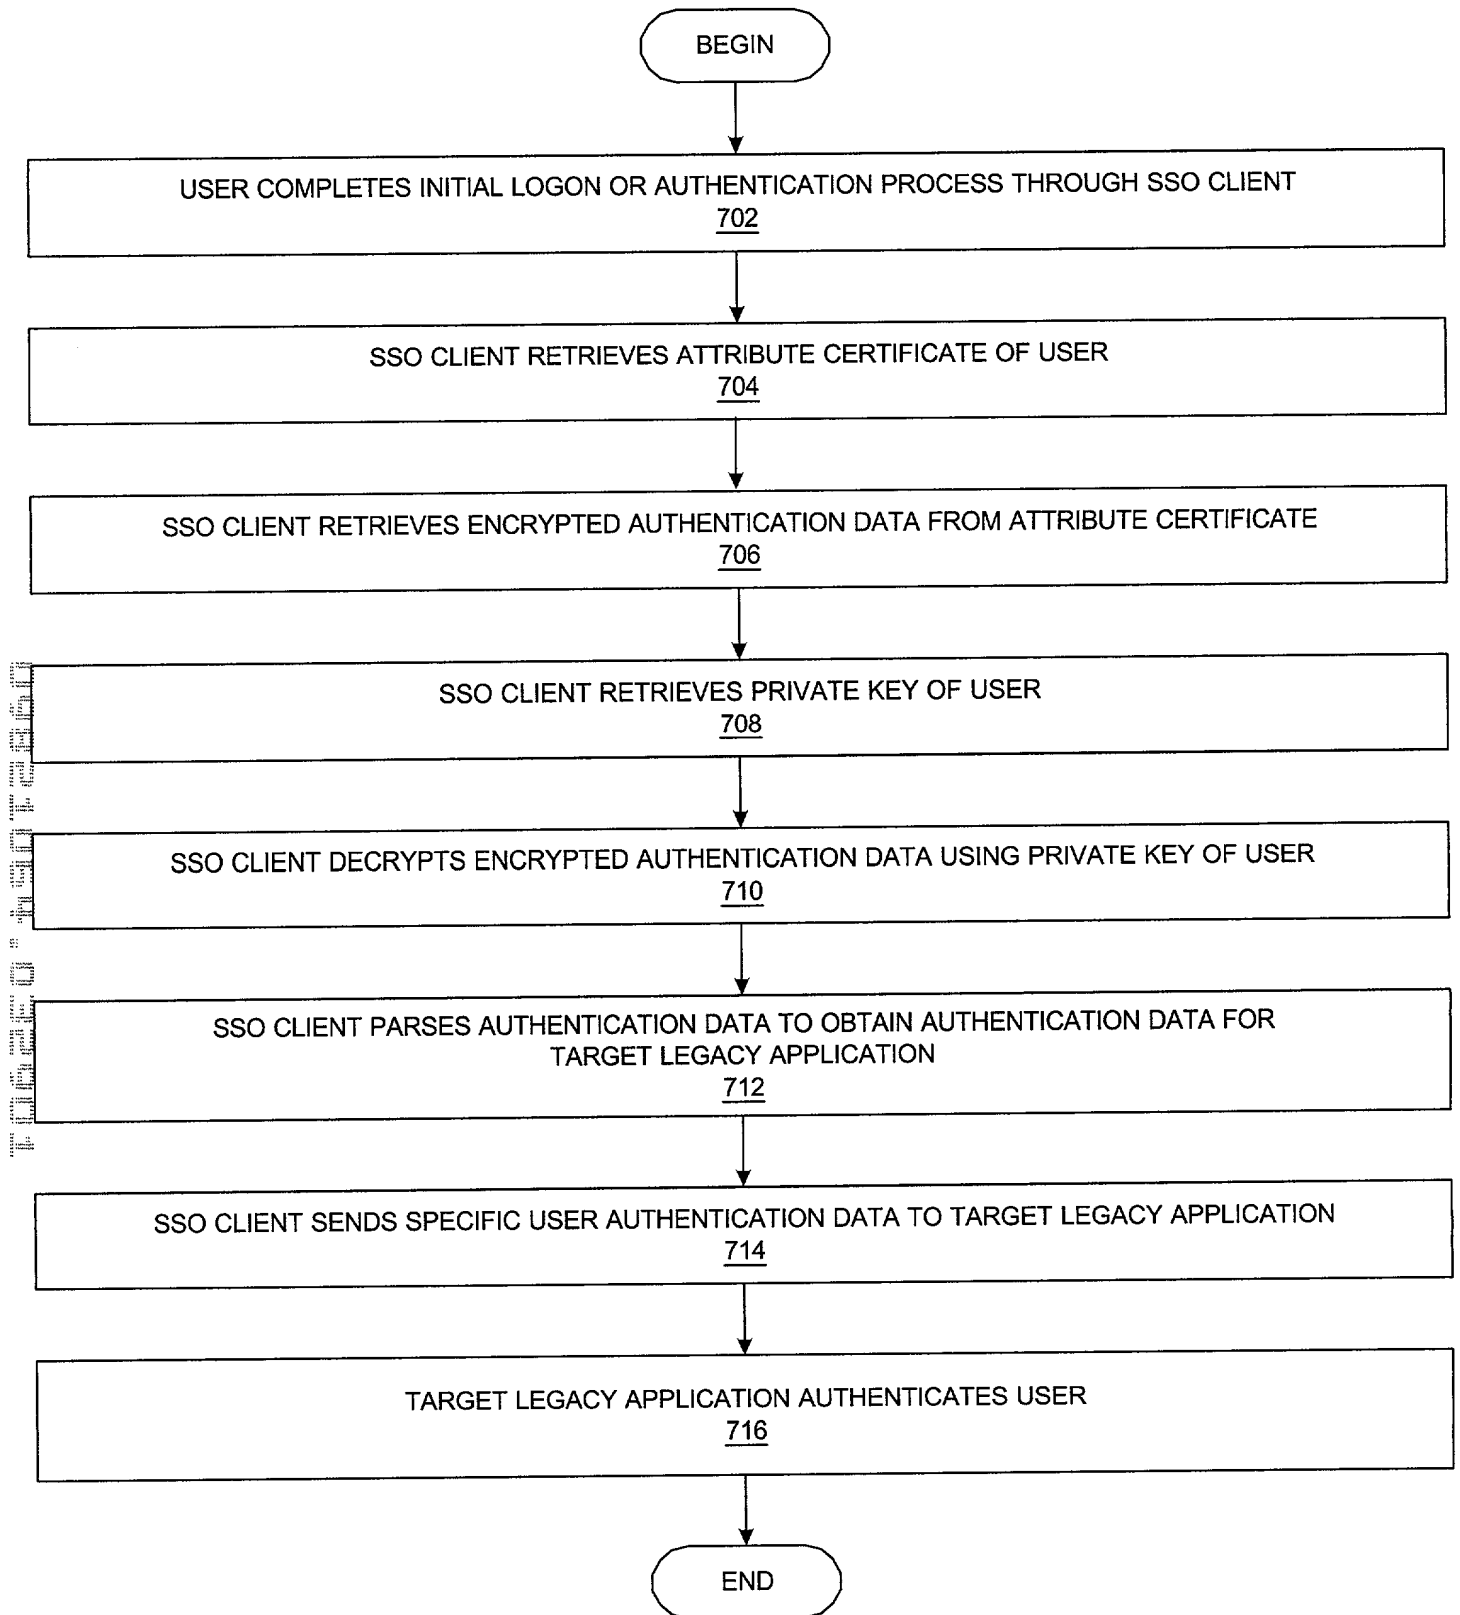 BEGIN
USER COMPLETES INITIAL LOGON OR AUTHENTICATION PROCESS THROUGH SSO CLIENT
702
SSO CLIENT RETRIEVES ATTRIBUTE CERTIFICATE OF USER
704
SSO CLIENT RETRIEVES ENCRYPTED AUTHENTICATION DATA FROM ATTRIBUTE CERTIFICATE
706
SSO CLIENT RETRIEVES PRIVATE KEY OF USER
708
SSO CLIENT DECRYPTS ENCRYPTED AUTHENTICATION DATA USING PRIVATE KEY OF USER
710
SSO CLIENT PARSES AUTHENTICATION DATA TO OBTAIN AUTHENTICATION DATA FOR
TARGET LEGACY APPLICATION
712
SSO CLIENT SENDS SPECIFIC USER AUTHENTICATION DATA TO TARGET LEGACY APPLICATION
714
TARGET LEGACY APPLICATION AUTHENTICATES USER
716
END